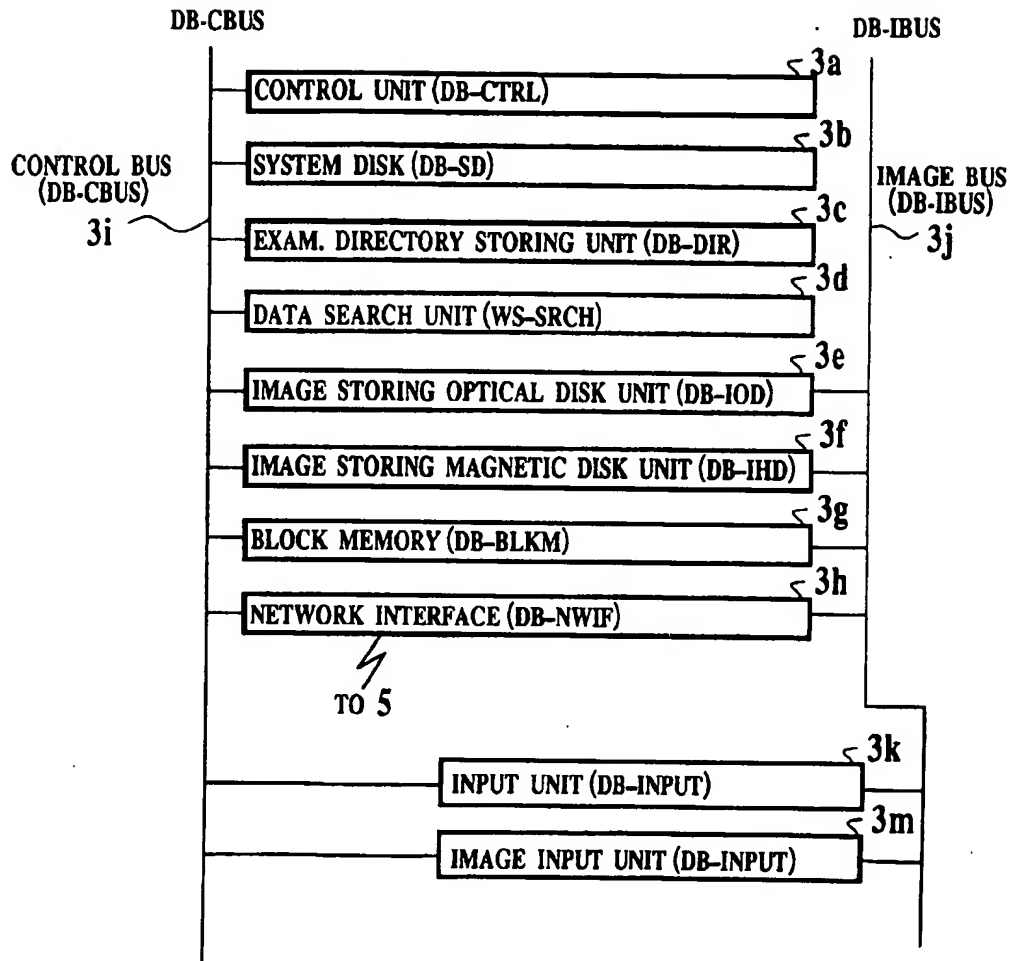 DB-CBUS
DB-IBUS
3a
CONTROL UNIT (DB-CTRL)
3b
SYSTEM DISK (DB-SD)
CONTROL BUS
(DB-CBUS)
3i
IMAGE BUS
(DB-IBUS)
3j
3c
EXAM. DIRECTORY STORING UNIT (DB-DIR)
3d
DATA SEARCH UNIT (WS-SRCH)
3e
IMAGE STORING OPTICAL DISK UNIT (DB-IOD)
3f
IMAGE STORING MAGNETIC DISK UNIT (DB-IHD)
3g
BLOCK MEMORY (DB-BLKM)
3h
NETWORK INTERFACE (DB-NWIF)
TO 5
3k
INPUT UNIT (DB-INPUT)
3m
IMAGE INPUT UNIT (DB-INPUT)